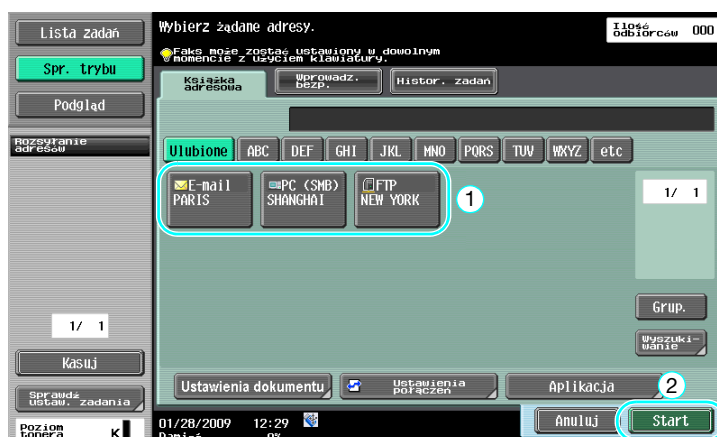 Lista zadań
Spr. trybu
Podgląd
Rozsyłanie
adresów
1/ 1
Kasuj
Sprawdź
ustaw. zadania
Poziom
tonera K
Wybierz żądane adresy.
Faks może zostać ustawiony w dowolnym
momencie z użyciem klawiatury.
Ilość
odbiorców 000
Książka
adresowa
Wprowadz.
bezp.
Histor. zadań
Ulubione ABC DEF GHI JKL MNO PQRS TUV WXYZ etc
E-mail
PARIS
PC (SMB)
SHANGHAI
FTP
NEW YORK
1
1/ 1
Grup.
Wyszuki-
wanie
Ustawienia dokumentu
Ustawienia
połączeń
Aplikacja
2
01/28/2009 12:29
Pamięć 0%
Anuluj
Start